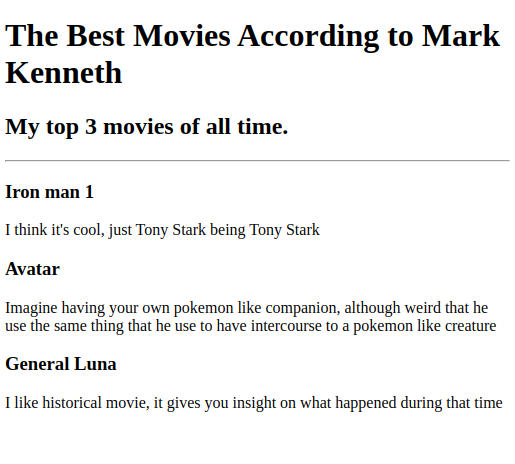 The Best Movies According to Mark
Kenneth
My top 3 movies of all time.
Iron man 1
I think it's cool, just Tony Stark being Tony Stark
Avatar
Imagine having your own pokemon like companion, although weird that he
use the same thing that he use to have intercourse to a pokemon like creature
General Luna
I like historical movie, it gives you insight on what happened during that time